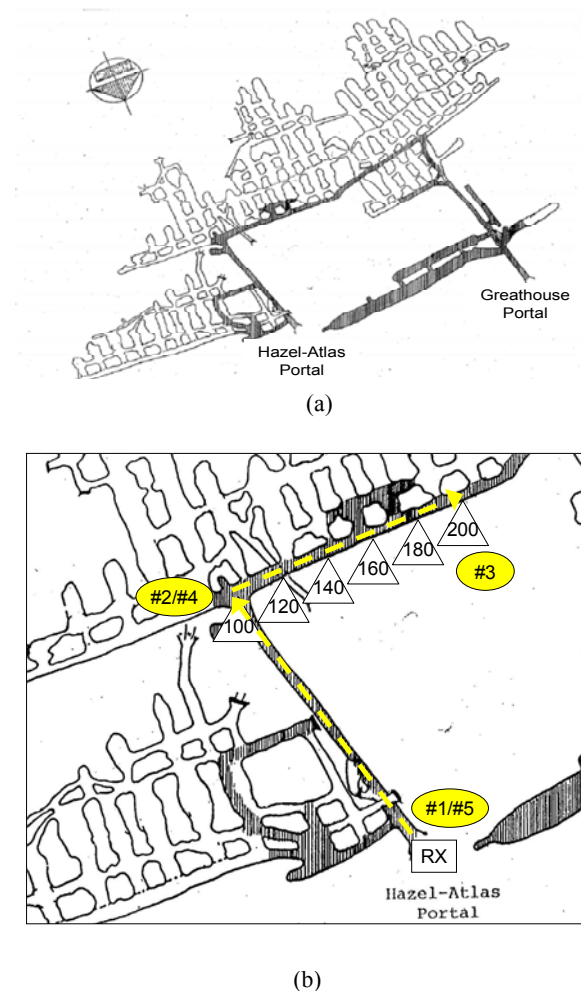 Greathouse
Portal
Hazel-Atlas
Portal
(a)
200
180
160
#3
140
120
#2/#4
100
#1/#5
RX
Hazel-Atlas
Portal
(b)